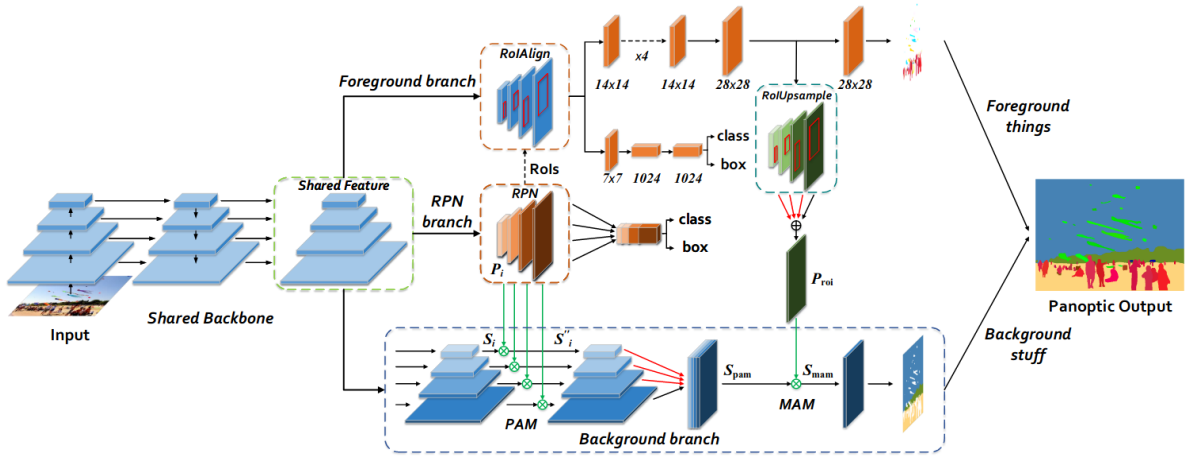 RoIAlign
Foreground branch
14x14
x4
14x14
28x28
28x28
RoIUpsample
class
box
7x7
1024
1024
Foreground
things
RoIs
Shared Feature
RPN
branch
RPN
P_i
class
box
P_roi
Input
Shared Backbone
Panoptic Output
Background
stuff
S_i
S''_i
S_pam
S_mam
PAM
MAM
Background branch